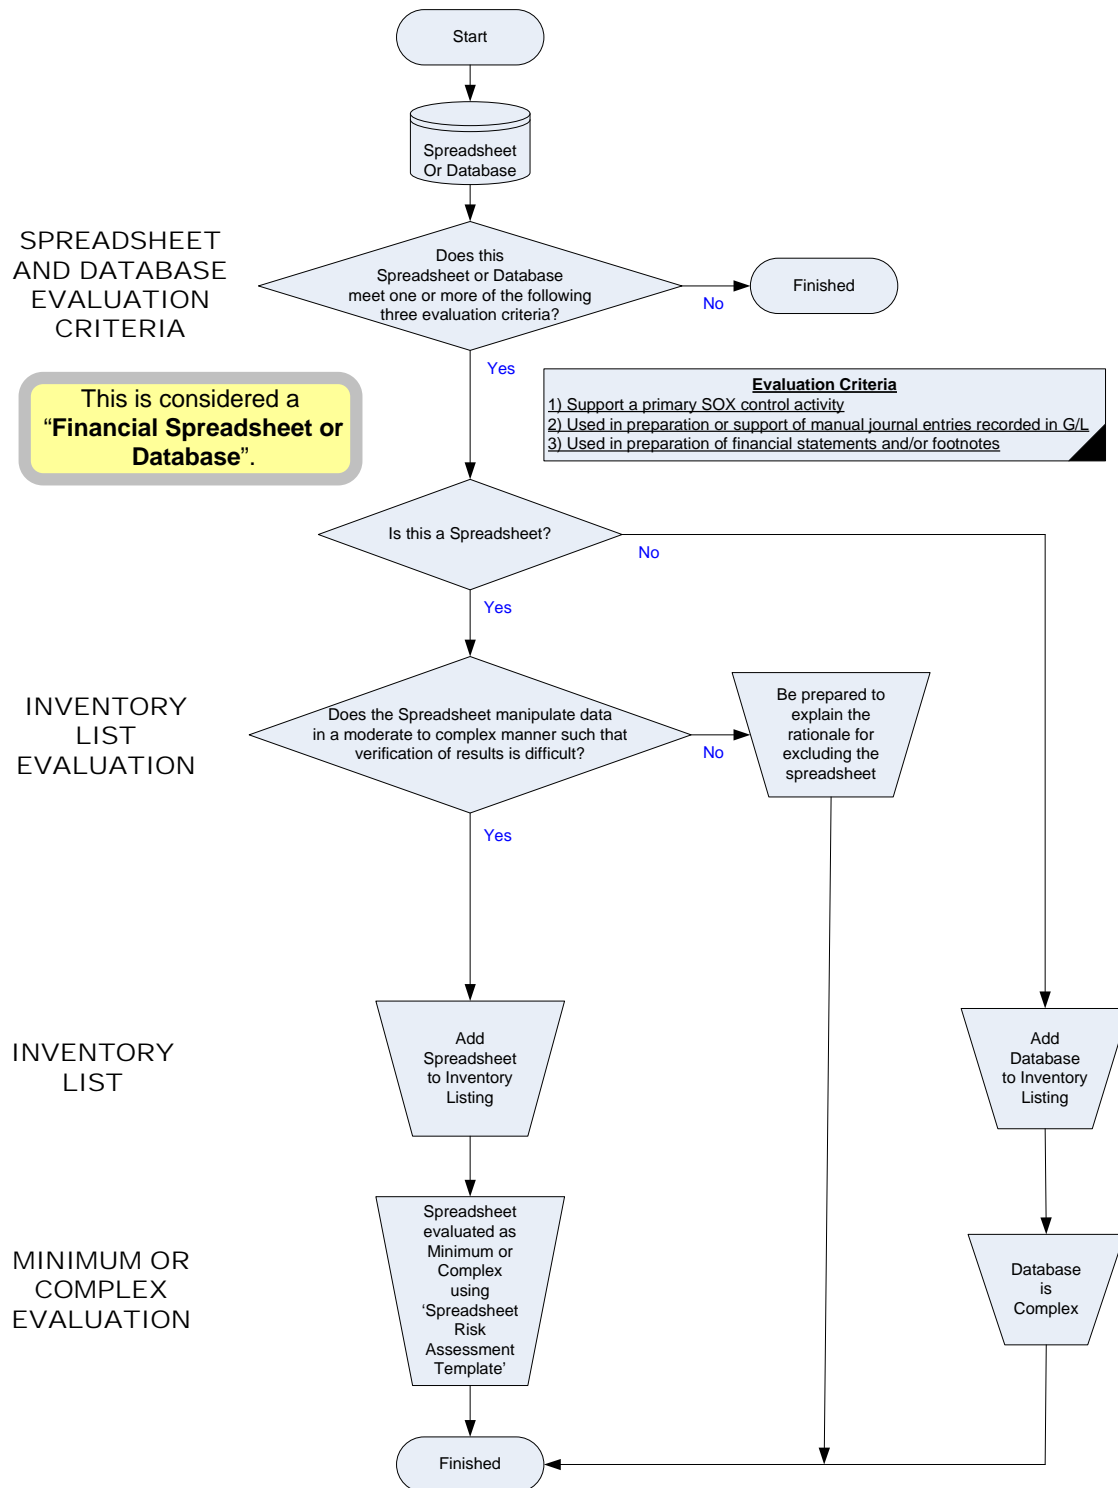 Start
Spreadsheet
Or Database
SPREADSHEET
AND DATABASE
EVALUATION
CRITERIA
Does this
Spreadsheet or Database
meet one or more of the following
three evaluation criteria?
No
Finished
Yes
This is considered a
“Financial Spreadsheet or
Database”.
Evaluation Criteria
1) Support a primary SOX control activity
2) Used in preparation or support of manual journal entries recorded in G/L
3) Used in preparation of financial statements and/or footnotes
Is this a Spreadsheet?
No
Yes
INVENTORY
LIST
EVALUATION
Does the Spreadsheet manipulate data
in a moderate to complex manner such that
verification of results is difficult?
No
Be prepared to
explain the
rationale for
excluding the
spreadsheet
Yes
INVENTORY
LIST
Add
Spreadsheet
to Inventory
Listing
Add
Database
to Inventory
Listing
MINIMUM OR
COMPLEX
EVALUATION
Spreadsheet
evaluated as
Minimum or
Complex
using
‘Spreadsheet
Risk
Assessment
Template’
Database
is
Complex
Finished